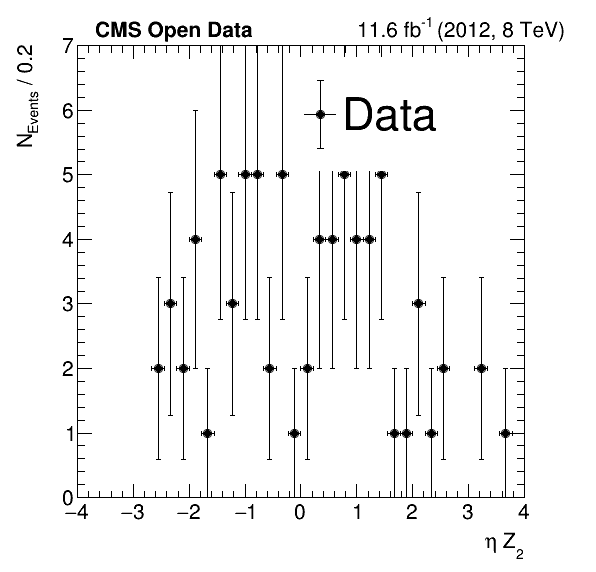 CMS Open Data 11.6 fb⁻¹ (2012, 8 TeV)
N_Events / 0.2
Data
7
6
5
4
3
2
1
0
−4 −3 −2 −1 0 1 2 3 4
η Z₂